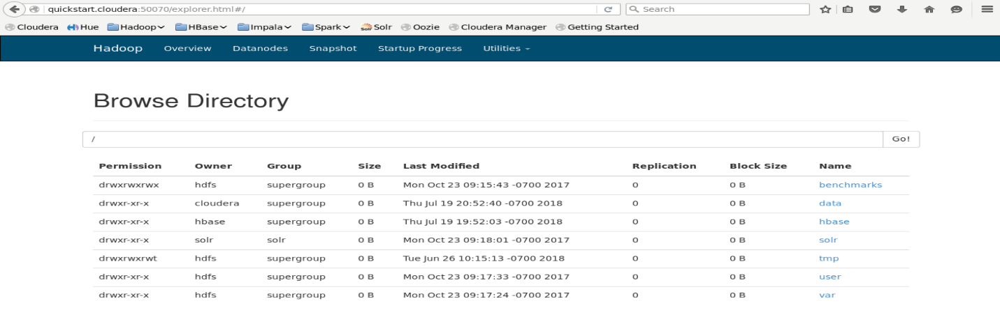 quickstart.cloudera:50070/explorer.html#/ Search
Cloudera Hue Hadoop HBase Impala Spark Solr Solr Oozie Cloudera Manager Getting Started
Hadoop Overview Datanodes Snapshot Startup Progress Utilities
Browse Directory
/ Go!
Permission Owner Group Size Last Modified Replication Block Size Name
drwxrwxrwx hdfs supergroup 0 B Mon Oct 23 09:15:43 -0700 2017 0 0 B benchmarks
drwxr-xr-x cloudera supergroup 0 B Thu Jul 19 20:52:40 -0700 2018 0 0 B data
drwxr-xr-x hbase supergroup 0 B Thu Jul 19 19:52:03 -0700 2018 0 0 B hbase
drwxr-xr-x solr solr 0 B Mon Oct 23 09:18:01 -0700 2017 0 0 B solr
drwxrwxrwt hdfs supergroup 0 B Tue Jun 26 10:15:13 -0700 2018 0 0 B tmp
drwxr-xr-x hdfs supergroup 0 B Mon Oct 23 09:17:33 -0700 2017 0 0 B user
drwxr-xr-x hdfs supergroup 0 B Mon Oct 23 09:17:24 -0700 2017 0 0 B var